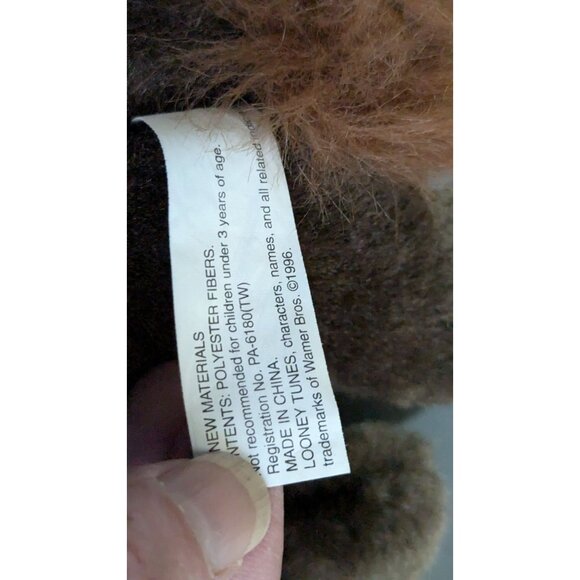 NEW MATERIALS
NTENTS: POLYESTER FIBERS.
Not recommended for children under 3 years of age.
Registration No. PA-6180(TW)
MADE IN CHINA.
LOONEY TUNES, characters, names, and all related
trademarks of Warner Bros. ©1996.